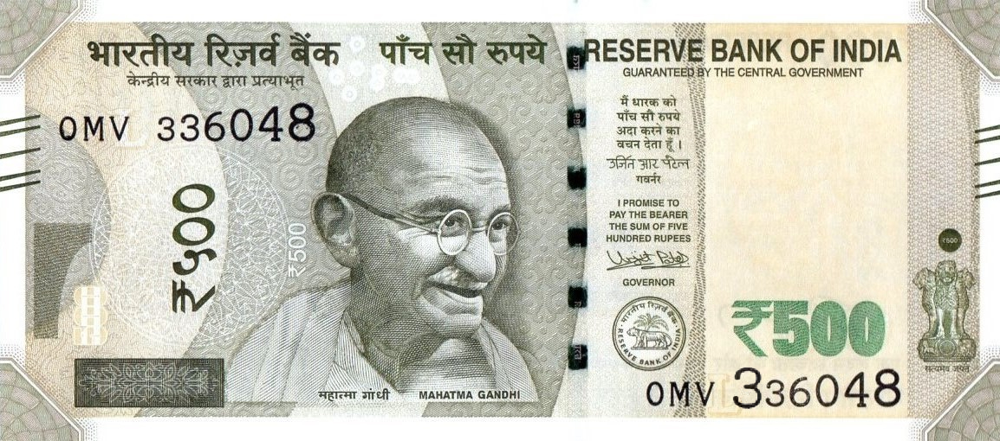 भारतीय रिज़र्व बैंक
केन्द्रीय सरकार द्वारा प्रत्याभूत
पाँच सौ रुपये
RESERVE BANK OF INDIA
GUARANTEED BY THE CENTRAL GOVERNMENT
0MV 336048
₹५००
₹500
मैं धारक को
पाँच सौ रुपये
अदा करने का
वचन देता हूँ ।
उर्जित आर पटेल
गवर्नर
I PROMISE TO
PAY THE BEARER
THE SUM OF FIVE
HUNDRED RUPEES
Urjit Patel
GOVERNOR
भारतीय रिज़र्व बैंक
RESERVE BANK OF INDIA
₹500
₹500
सत्यमेव जयते
0MV 336048
महात्मा गांधी
MAHATMA GANDHI